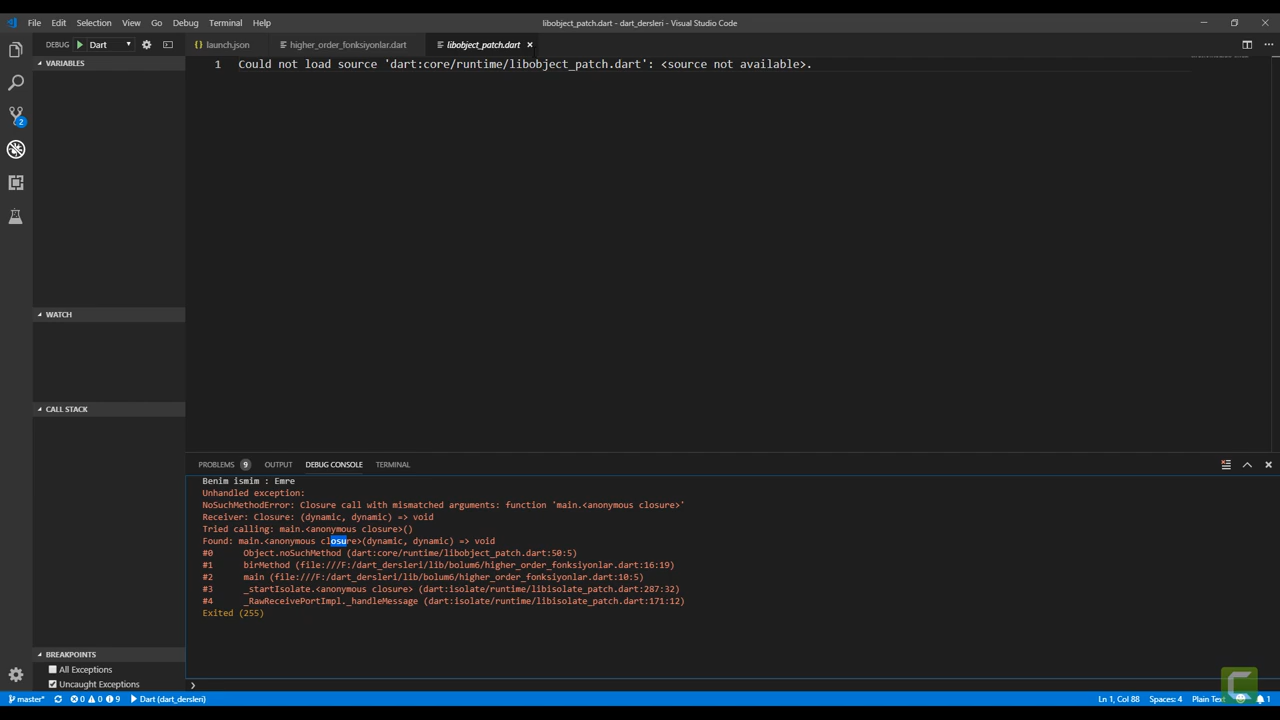 File Edit Selection View Go Debug Terminal Help
libobject_patch.dart - dart_dersleri - Visual Studio Code
DEBUG Dart
launch.json higher_order_fonksiyonlar.dart libobject_patch.dart
VARIABLES
1 Could not load source 'dart:core/runtime/libobject_patch.dart': <source not available>.
2
WATCH
CALL STACK
PROBLEMS 9 OUTPUT DEBUG CONSOLE TERMINAL
Benim ismim : Emre
Unhandled exception:
NoSuchMethodError: Closure call with mismatched arguments: function 'main.<anonymous closure>'
Receiver: Closure: (dynamic, dynamic) => void
Tried calling: main.<anonymous closure>()
Found: main.<anonymous closure>(dynamic, dynamic) => void
#0 Object.noSuchMethod (dart:core/runtime/libobject_patch.dart:50:5)
#1 birMethod (file:///F:/dart_dersleri/lib/bolum6/higher_order_fonksiyonlar.dart:16:19)
#2 main (file:///F:/dart_dersleri/lib/bolum6/higher_order_fonksiyonlar.dart:10:5)
#3 _startIsolate.<anonymous closure> (dart:isolate/runtime/libisolate_patch.dart:287:32)
#4 _RawReceivePortImpl._handleMessage (dart:isolate/runtime/libisolate_patch.dart:171:12)
Exited (255)
BREAKPOINTS
All Exceptions
Uncaught Exceptions
master* 0 0 9 Dart (dart_dersleri)
Ln 1, Col 88 Spaces: 4 Plain Text 1